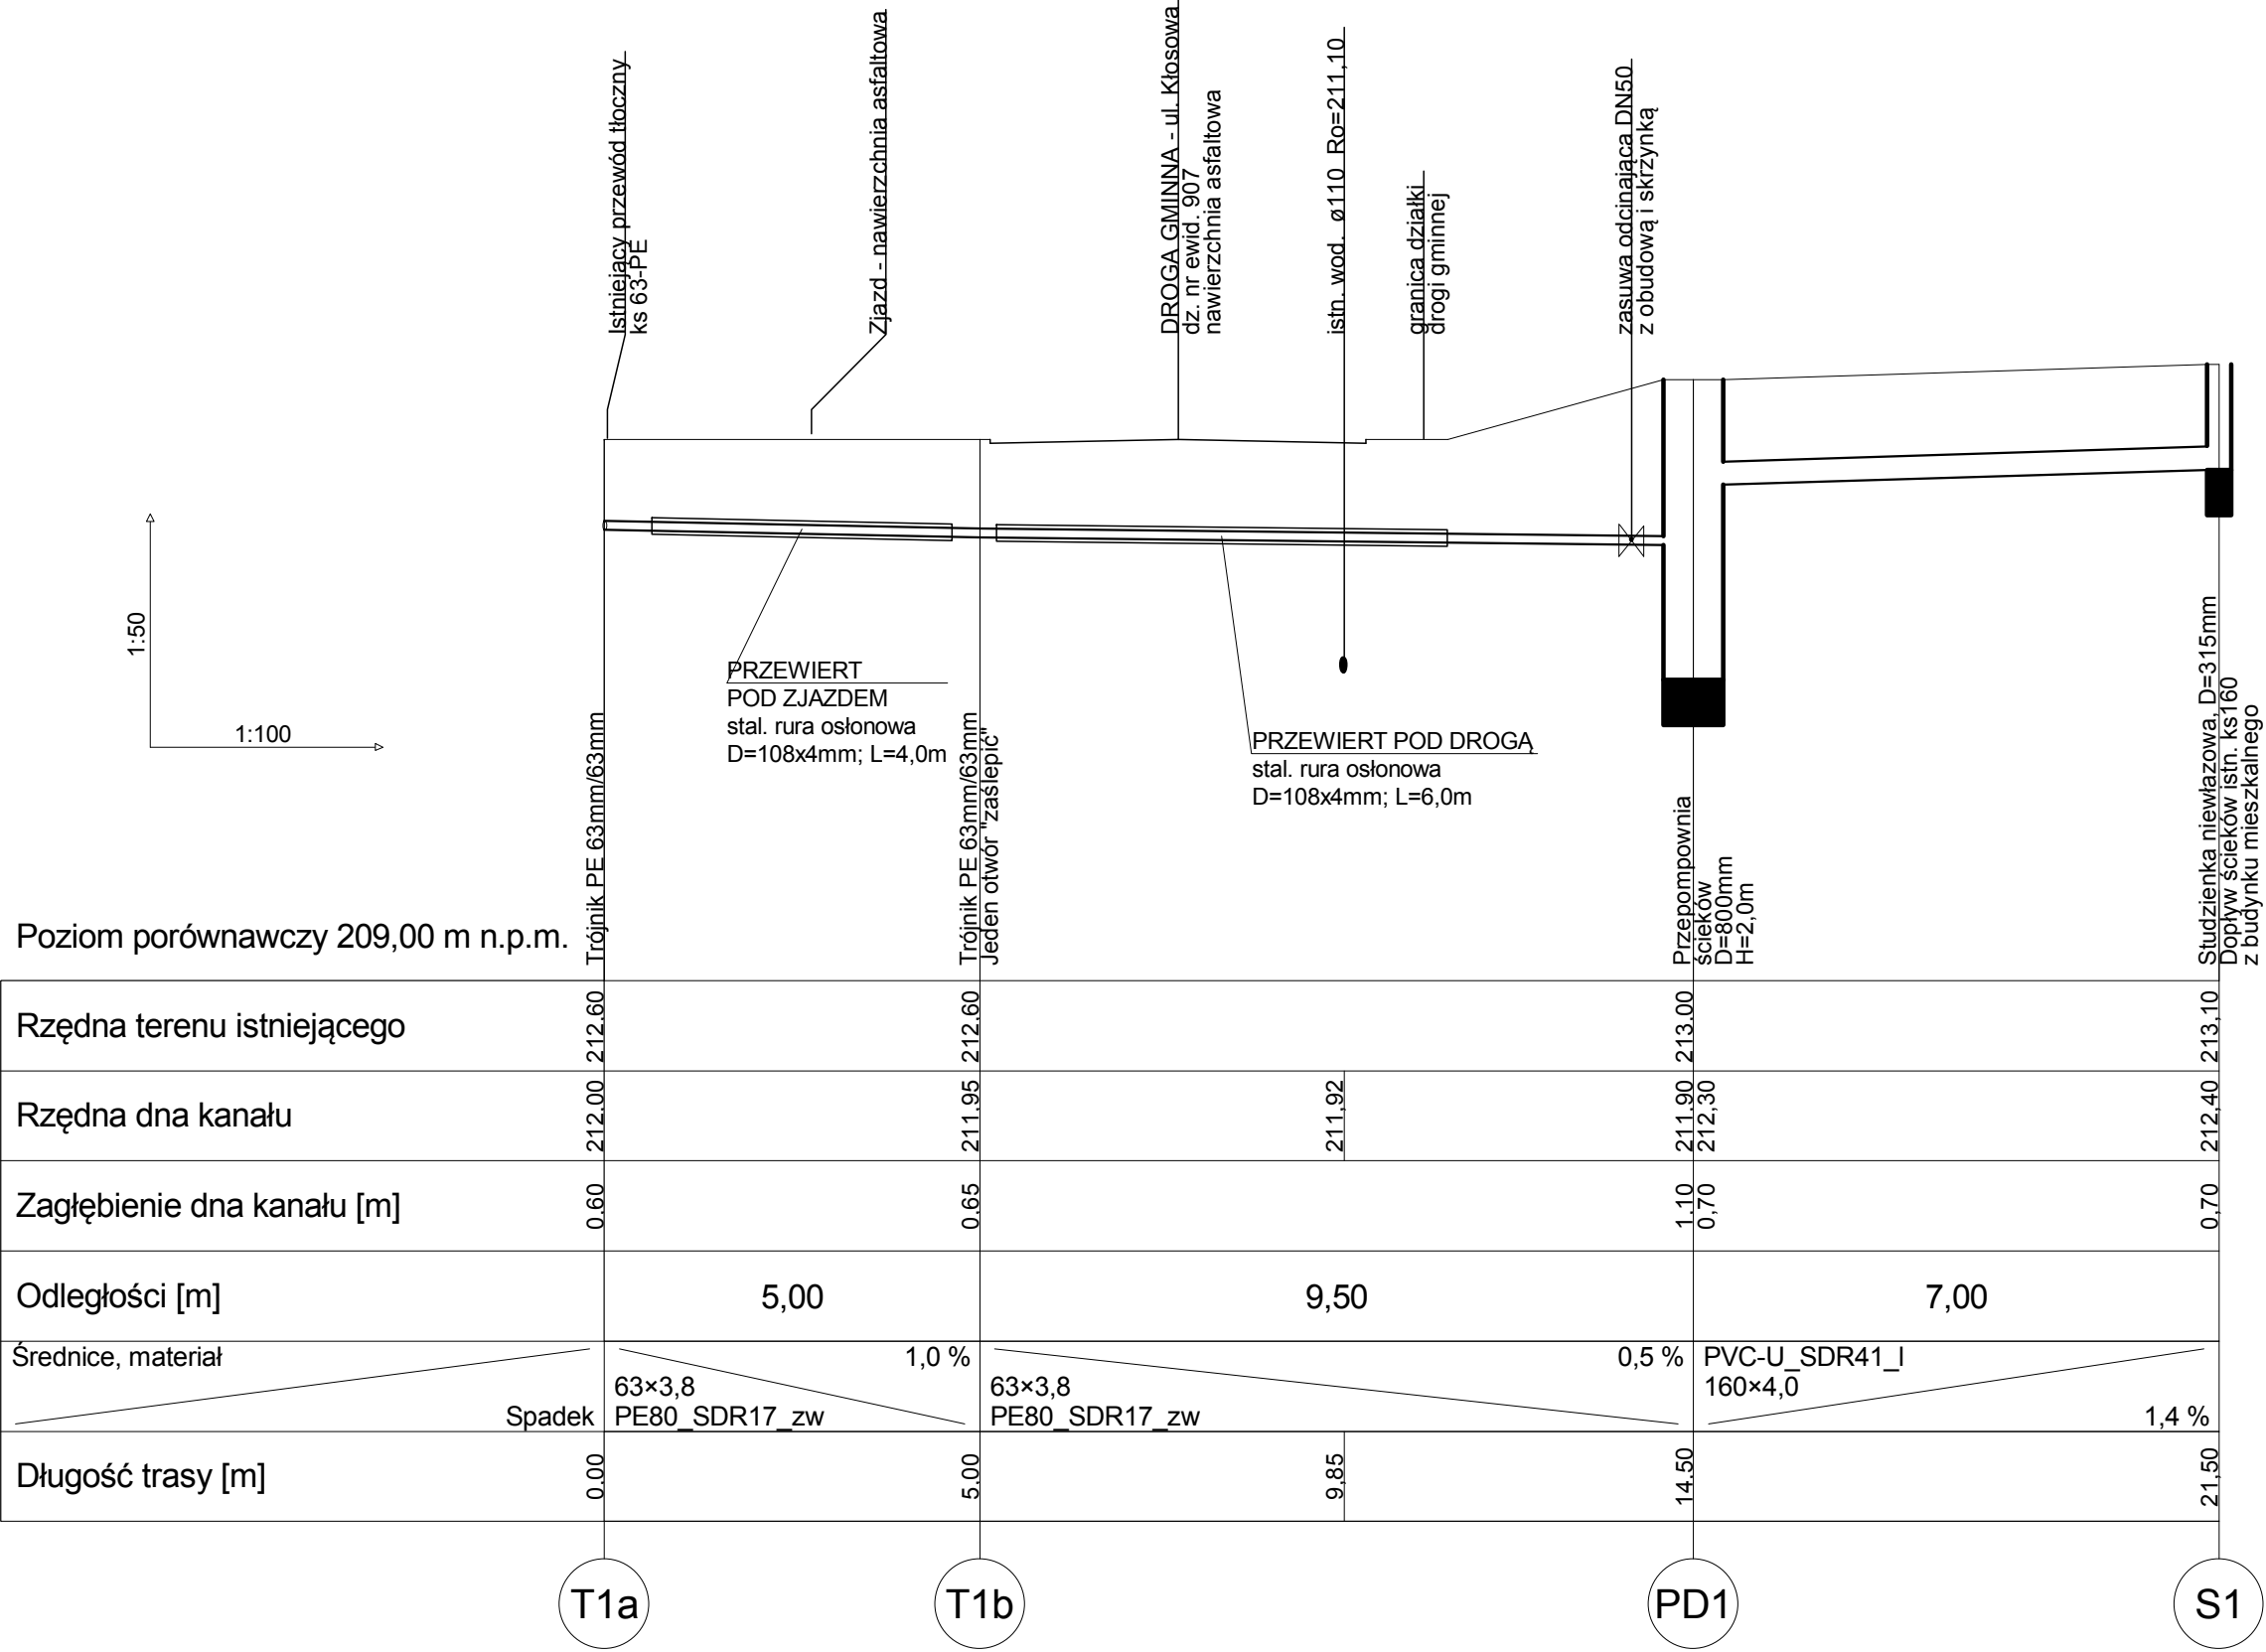 Istniejący przewód tłoczny
ks 63-PE
Zjazd - nawierzchnia asfaltowa
DROGA GMINNA - ul. Kłosowa
dz. nr ewid. 907
nawierzchnia asfaltowa
istn. wod. ø110 Ro=211,10
granica działki
drogi gminnej
zasuwa odcinająca DN50
z obudową i skrzynką
1:50
1:100
PRZEWIERT
POD ZJAZDEM
stal. rura osłonowa
D=108x4mm; L=4,0m
PRZEWIERT POD DROGĄ
stal. rura osłonowa
D=108x4mm; L=6,0m
Trójnik PE 63mm/63mm
Trójnik PE 63mm/63mm
Jeden otwór "zaślepić"
Przepompownia
ścieków
D=800mm
H=2,0m
Studzienka niewłazowa, D=315mm
Dopływ ścieków istn. ks160
z budynku mieszkalnego
Poziom porównawczy 209,00 m n.p.m.
Rzędna terenu istniejącego
212,60
212,60
213,00
213,10
Rzędna dna kanału
212,00
211,95
211,92
211,90
212,30
212,40
Zagłębienie dna kanału [m]
0,60
0,65
1,10
0,70
0,70
Odległości [m]
5,00
9,50
7,00
Średnice, materiał
Spadek
1,0 %
63×3,8
PE80_SDR17_zw
0,5 %
63×3,8
PE80_SDR17_zw
PVC-U_SDR41_l
160×4,0
1,4 %
Długość trasy [m]
0,00
5,00
9,85
14,50
21,50
T1a
T1b
PD1
S1